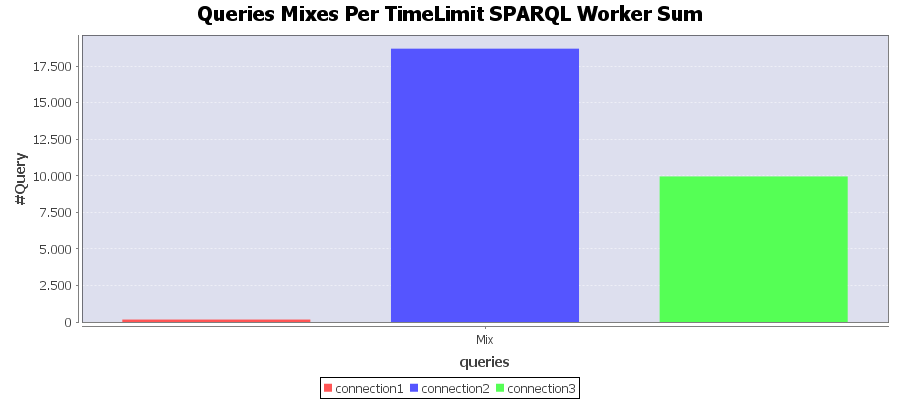 Queries Mixes Per TimeLimit SPARQL Worker Sum
#Query
17.500
15.000
12.500
10.000
7.500
5.000
2.500
0
Mix
queries
connection1 connection2 connection3